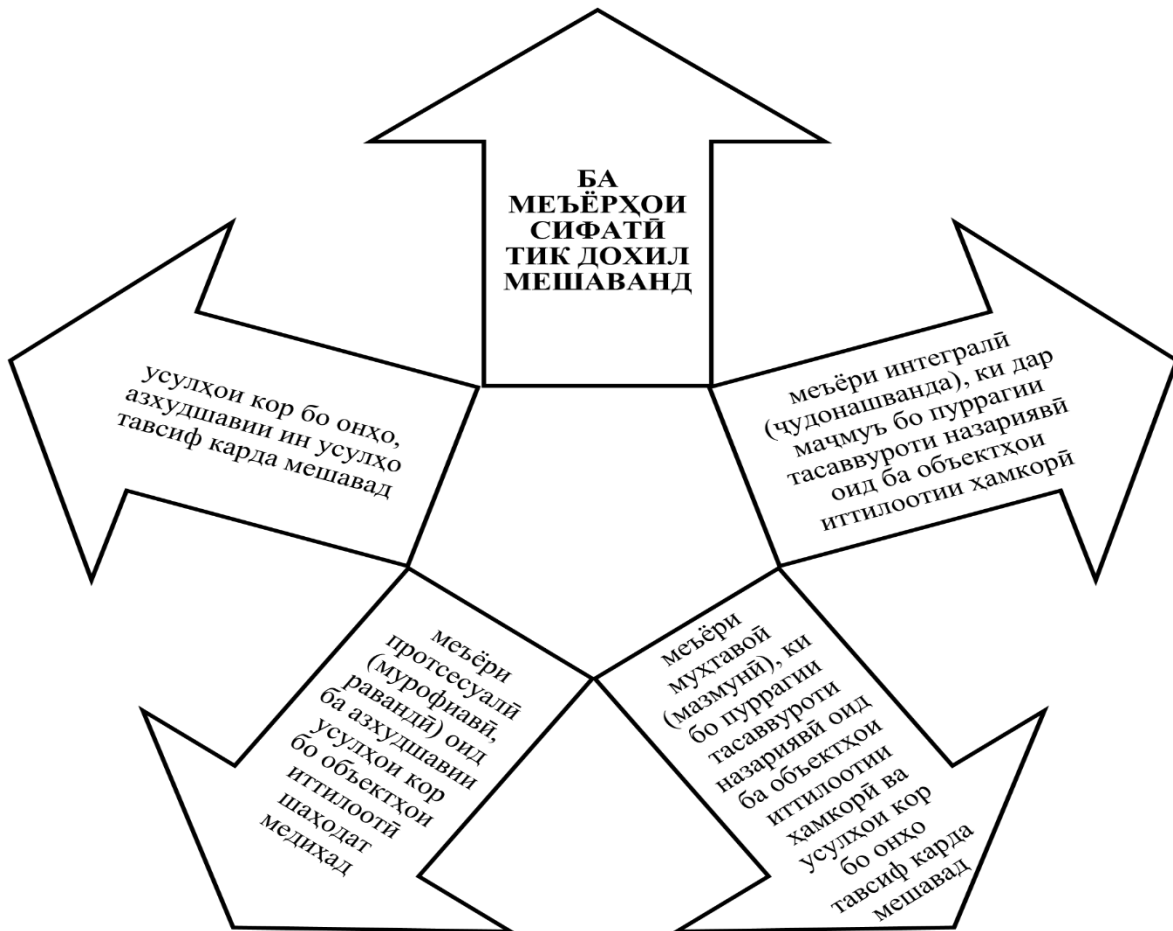 БА
МЕЪЁРҲОИ
СИФАТӢ
ТИК ДОХИЛ
МЕШАВАНД
меъёри интегралӣ
(ҷудонашванда), ки дар
маҷмуъ бо пуррагии
тасаввуроти назариявӣ
оид ба объектҳои
иттилоотии ҳамкорӣ
меъёри
муҳтавоӣ
(мазмунӣ), ки
бо пуррагии
тасаввуроти
назариявӣ оид
ба объектҳои
иттилоотии
ҳамкорӣ ва
усулҳои кор
бо онҳо
тавсиф карда
мешавад
меъёри
протсесуалӣ
(мурофиавӣ,
равандӣ) оид
ба азхудшавии
усулҳои кор
бо объектҳои
иттилоотӣ
шаҳодат
медиҳад
усулҳои кор бо онҳо,
азхудшавии ин усулҳо
тавсиф карда мешавад